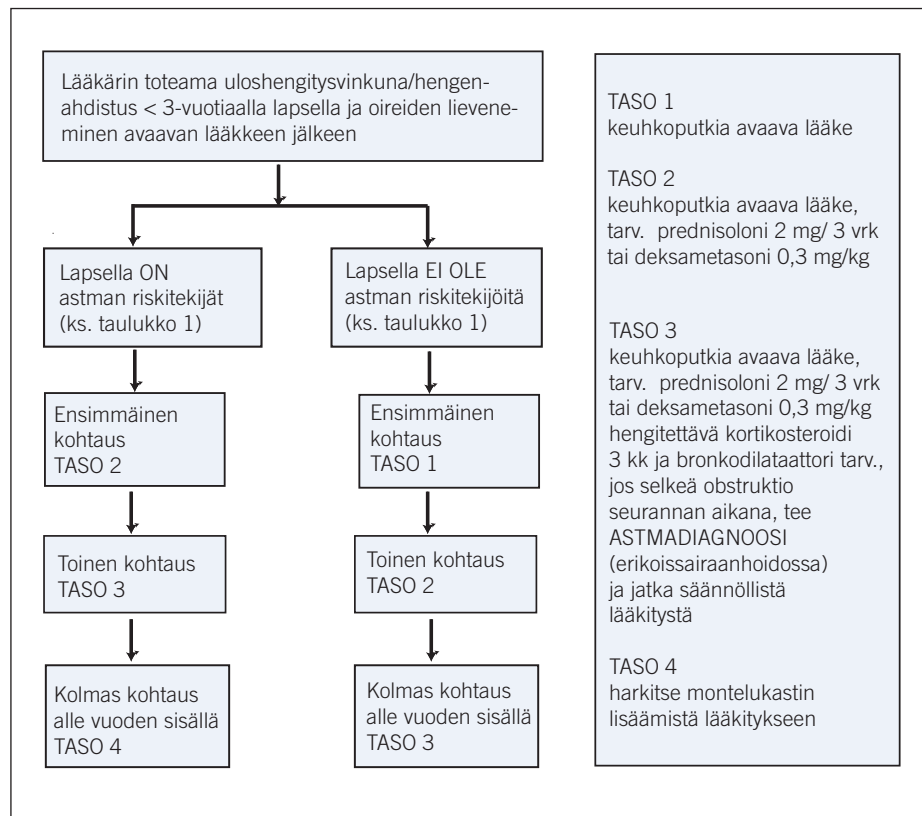 Lääkärin toteama uloshengitysvinkuna/hengen-
ahdistus < 3-vuotiaalla lapsella ja oireiden lievene-
minen avaavan lääkkeen jälkeen
Lapsella ON
astman riskitekijät
(ks. taulukko 1)
Ensimmäinen
kohtaus
TASO 2
Toinen kohtaus
TASO 3
Kolmas kohtaus
alle vuoden sisällä
TASO 4
Lapsella EI OLE
astman riskitekijöitä
(ks. taulukko 1)
Ensimmäinen
kohtaus
TASO 1
Toinen kohtaus
TASO 2
Kolmas kohtaus
alle vuoden sisällä
TASO 3
TASO 1
keuhkoputkia avaava lääke
TASO 2
keuhkoputkia avaava lääke,
tarv. prednisoloni 2 mg/ 3 vrk
tai deksametasoni 0,3 mg/kg
TASO 3
keuhkoputkia avaava lääke,
tarv. prednisoloni 2 mg/ 3 vrk
tai deksametasoni 0,3 mg/kg
hengitettävä kortikosteroidi
3 kk ja bronkodilataattori tarv.,
jos selkeä obstruktio
seurannan aikana, tee
ASTMADIAGNOOSI
(erikoissairaanhoidossa)
ja jatka säännöllistä
lääkitystä
TASO 4
harkitse montelukastin
lisäämistä lääkitykseen